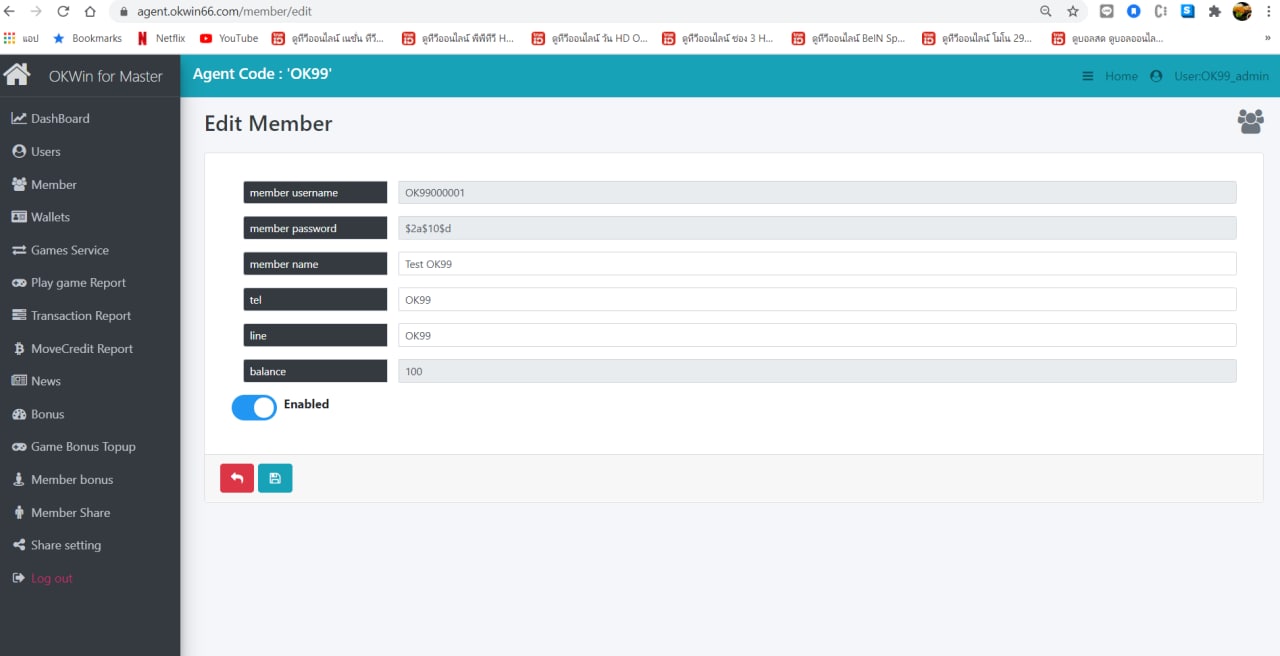 agent.okwin66.com/member/edit
แอป Bookmarks Netflix YouTube ดูทีวีออนไลน์ เนชั่น ทีวี... ดูทีวีออนไลน์ พีพีทีวี H... ดูทีวีออนไลน์ วัน HD O... ดูทีวีออนไลน์ ช่อง 3 H... ดูทีวีออนไลน์ BeIN Sp... ดูทีวีออนไลน์ โมโน 29... ดูบอลสด ดูบอลออนไล... »
OKWin for Master
Agent Code : 'OK99'
Home User:OK99_admin
DashBoard
Users
Member
Wallets
Games Service
Play game Report
Transaction Report
MoveCredit Report
News
Bonus
Game Bonus Topup
Member bonus
Member Share
Share setting
Log out
Edit Member
member username OK99000001
member password $2a$10$d
member name Test OK99
tel OK99
line OK99
balance 100
Enabled